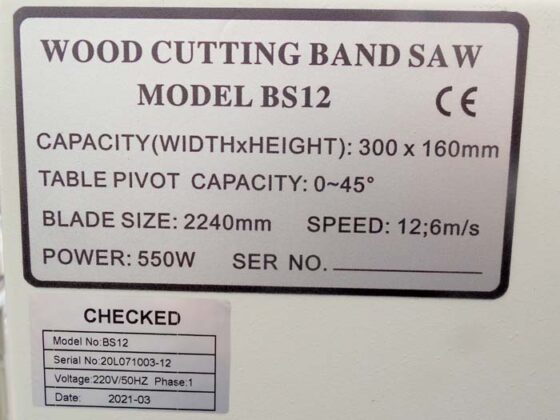 WOOD CUTTING BAND SAW
MODEL BS12 CE
CAPACITY(WIDTHxHEIGHT): 300 x 160mm
TABLE PIVOT CAPACITY: 0~45°
BLADE SIZE: 2240mm SPEED: 12;6m/s
POWER: 550W SER NO.
CHECKED
Model No:BS12
Serial No:20L071003-12
Voltage:220V/50HZ Phase:1
Date: 2021-03